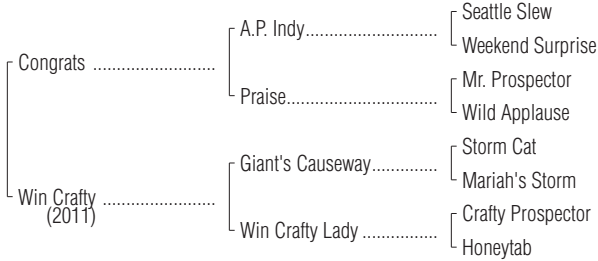 Seattle Slew
A.P. Indy..............................
Weekend Surprise
Congrats ...........................
Mr. Prospector
Praise..................................
Wild Applause
Storm Cat
Giant's Causeway...............
Mariah's Storm
Win Crafty .........................
(2011)
Crafty Prospector
Win Crafty Lady .................
Honeytab